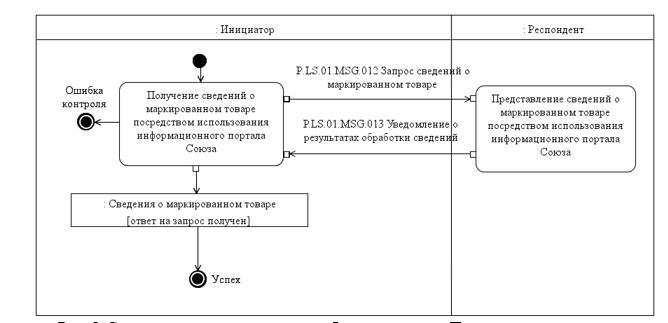 : Инициатор
: Респондент
P.LS.01.MSG.012 Запрос сведений о
маркированном товаре
Ошибка
контроля
Получение сведений о
маркированном товаре
посредством использования
информационного портала
Союза
P.LS.01.MSG.013 Уведомление о
результатах обработки сведений
Представление сведений о
маркированном товаре
посредством использования
информационного портала
Союза
: Сведения о маркированном товаре
[ответ на запрос получен]
Успех